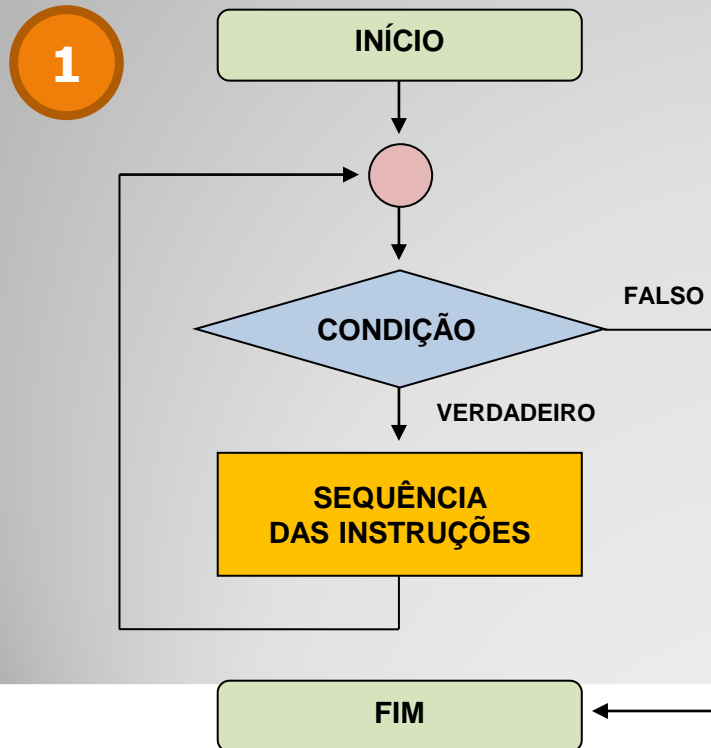 1
INÍCIO
CONDIÇÃO
FALSO
VERDADEIRO
SEQUÊNCIA
DAS INSTRUÇÕES
FIM